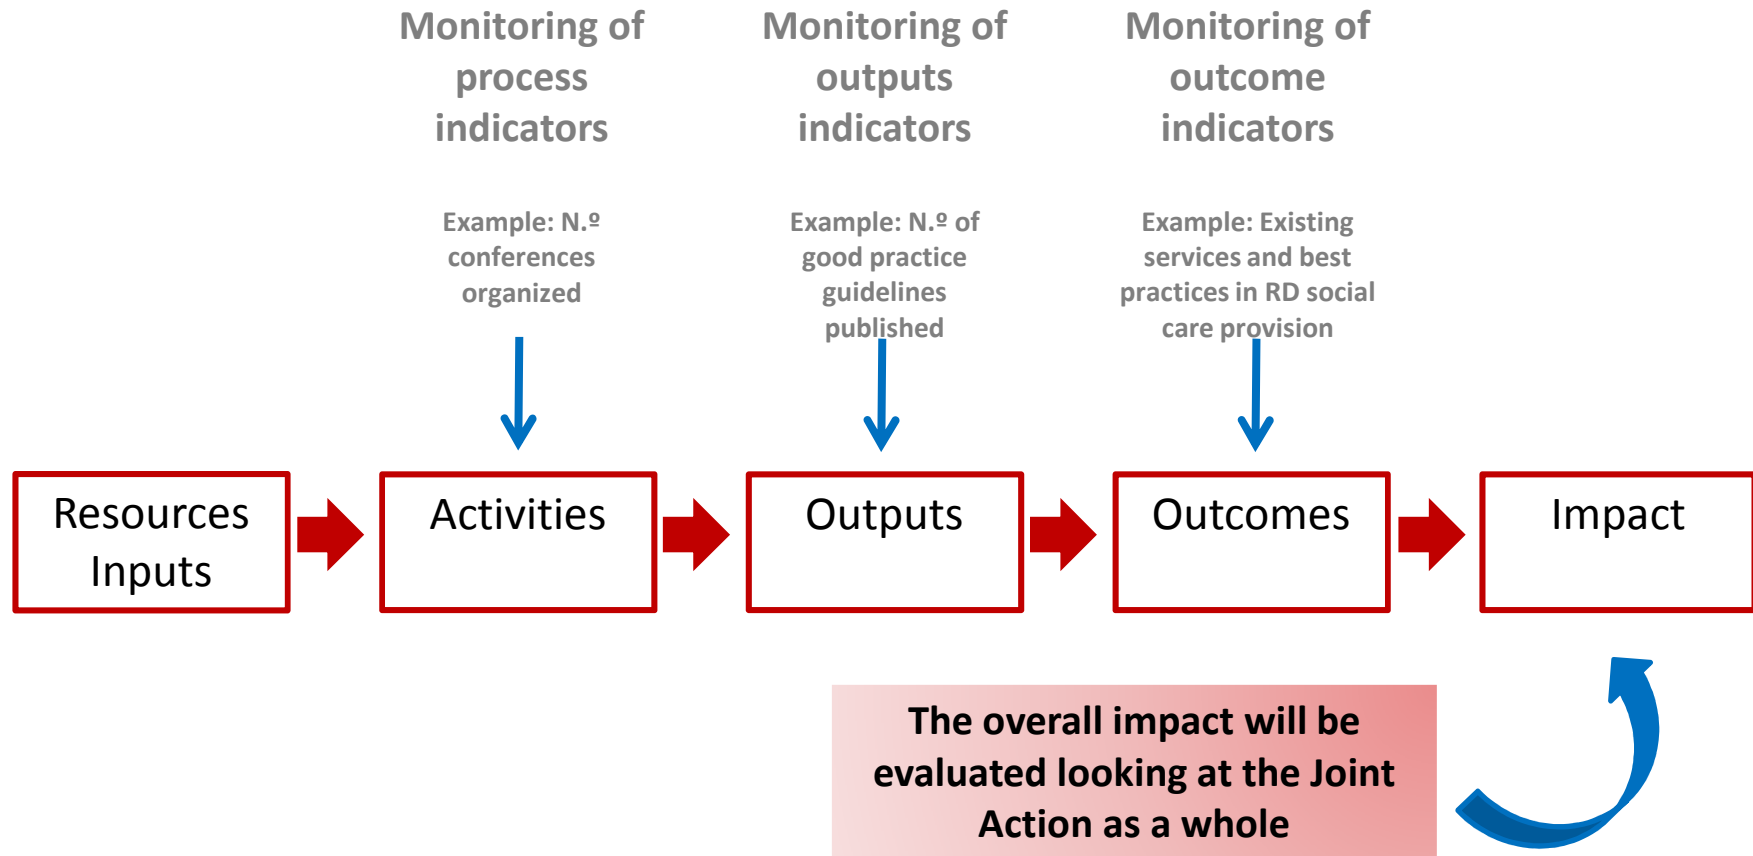 Monitoring of
process
indicators
Monitoring of
outputs
indicators
Monitoring of
outcome
indicators
Example: N.º
conferences
organized
Example: N.º of
good practice
guidelines
published
Example: Existing
services and best
practices in RD social
care provision
Resources
Inputs
Activities
Outputs
Outcomes
Impact
The overall impact will be
evaluated looking at the Joint
Action as a whole